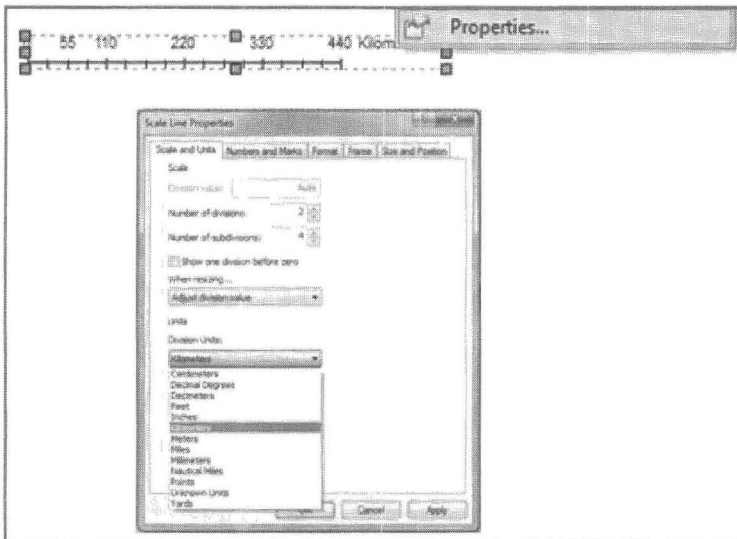 Properties...
55 110 220 330 440 Kilom
Scale Line Properties
Scale and Units Numbers and Marks Format Frame Size and Position
Scale
Division value: Auto
Number of divisions: 2
Number of subdivisions: 4
Show one division before zero
When resizing...
Adjust division value
Units
Division Units:
Kilometers
Centimeters
Decimal Degrees
Decimeters
Feet
Inches
Kilometers
Meters
Miles
Millimeters
Nautical Miles
Points
Unknown Units
Yards
Cancel Apply